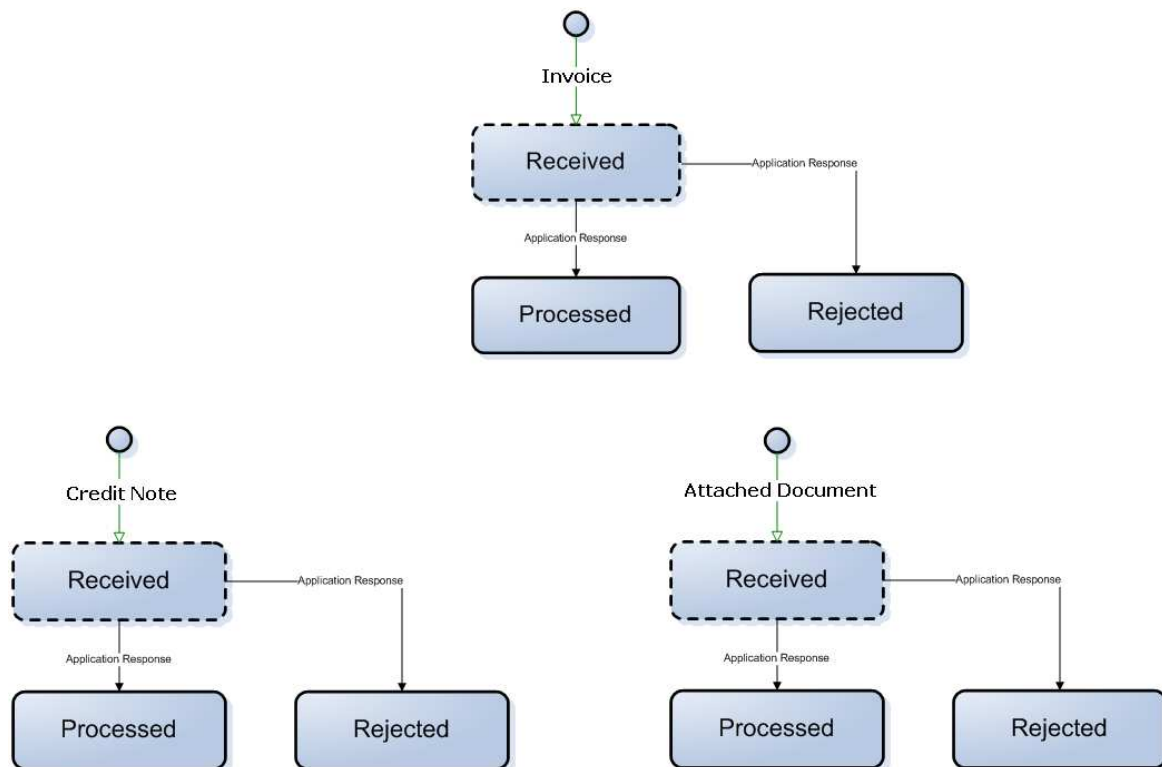 Invoice
Received
Application Response
Application Response
Processed
Rejected
Credit Note
Received
Application Response
Application Response
Processed
Rejected
Attached Document
Received
Application Response
Application Response
Processed
Rejected